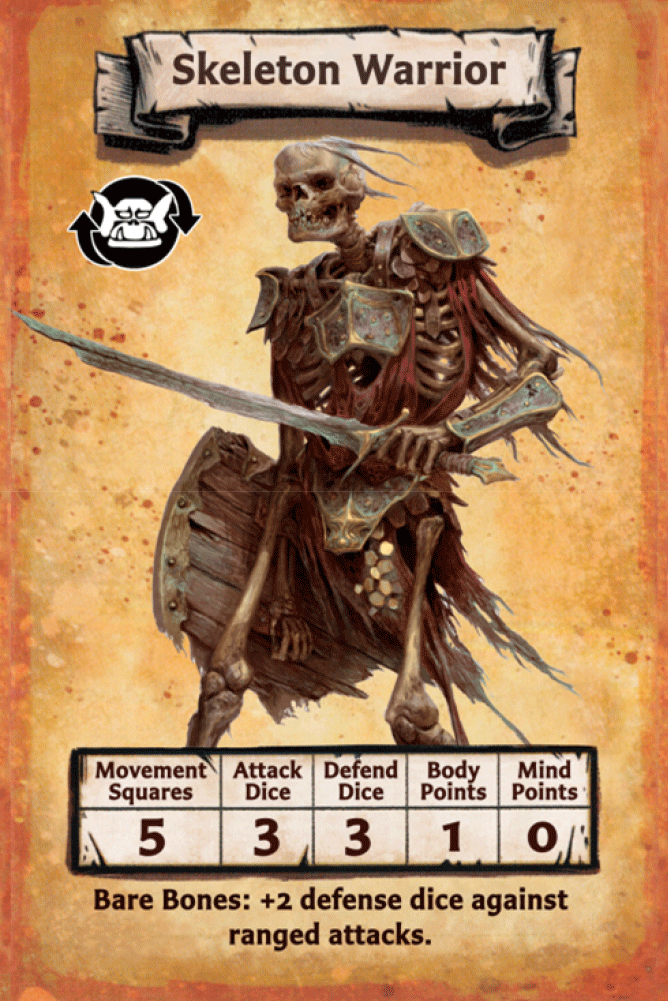 Skeleton Warrior
Movement Squares Attack Dice Defend Dice Body Points Mind Points
5 3 3 1 0
Bare Bones: +2 defense dice against
ranged attacks.